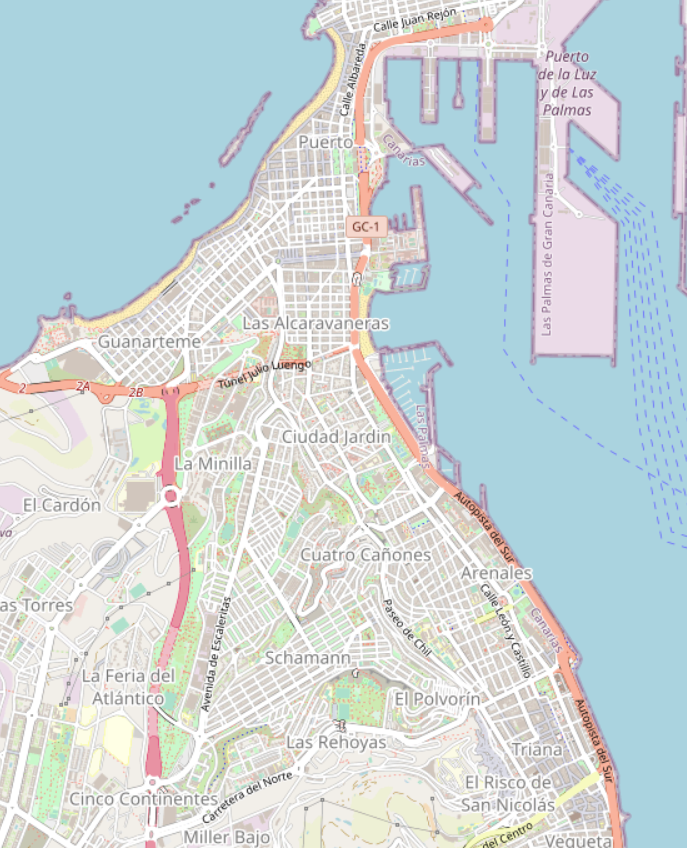 Calle Juan Rejón
Calle Albareda
Puerto
de la Luz
y de Las
Palmas
Puerto
Canarias
Las Palmas de Gran Canaria
GC-1
Las Alcaravaneras
Guanarteme
Túnel Julio Luengo
2
2A
2B
Las Palmas
Ciudad Jardin
La Minilla
El Cardón
va
Autopista del Sur
Cuatro Cañones
Arenales
as Torres
Calle León y Castillo
Canarias
Paseo de Chil
Avenida de Escaleritas
Schamann
La Feria del
Atlántico
El Polvorín
Autopista del Sur
Las Rehoyas
Triana
El Risco de
San Nicolás
Cinco Continentes
Carretera del Norte
Miller Bajo
del Centro
Vegueta